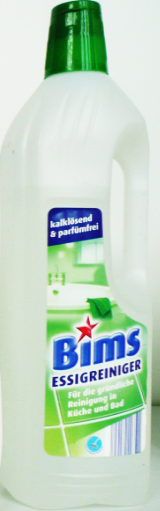 kalklösend
& parfümfrei
Bims
ESSIGREINIGER
Für die gründliche
Reinigung in
Küche und Bad